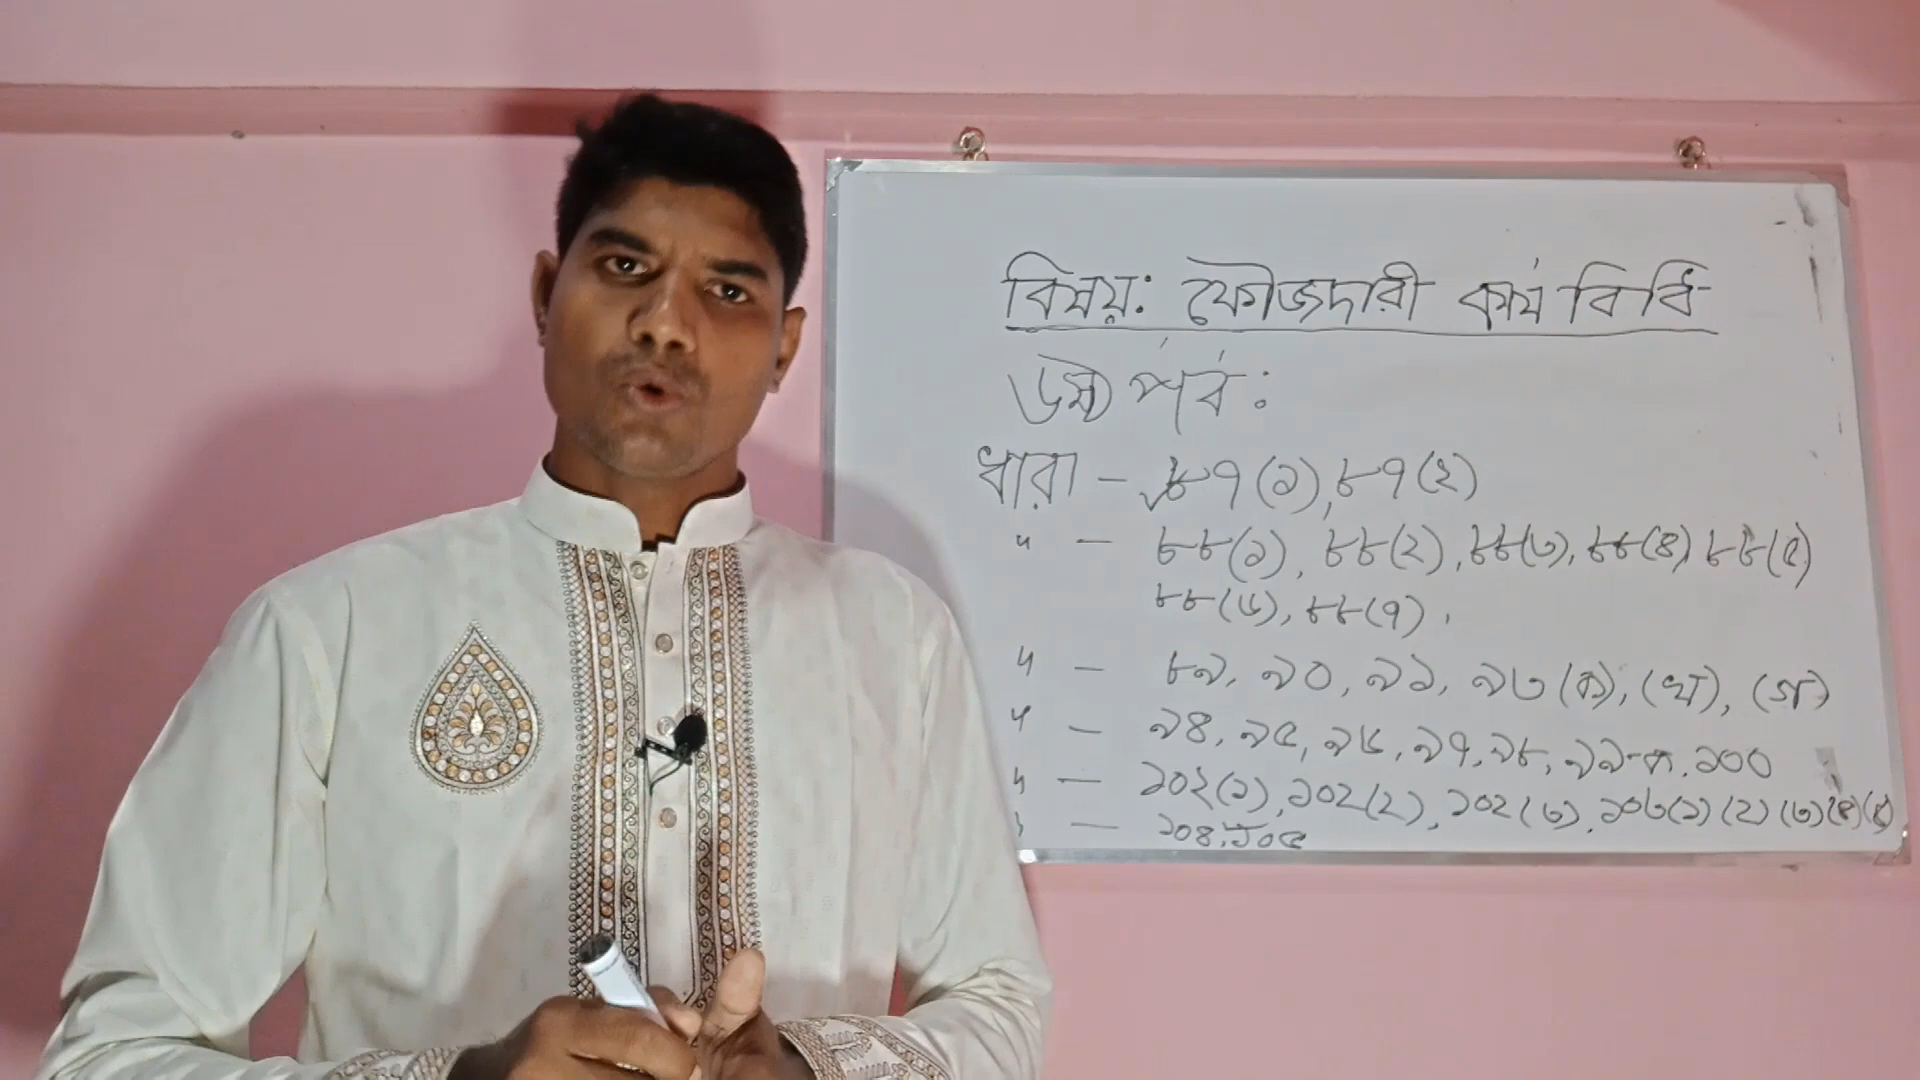 বিষয়: ফৌজদারী কার্য বিধি
৬ষ্ঠ পর্ব:
ধারা - ৮৭(১), ৮৭(২)
" - ৮৮(১), ৮৮(২), ৮৮(৩), ৮৮(৪) ৮৮(৫)
৮৮(৬), ৮৮(৭).
" - ৮৯, ৯০, ৯১, ৯৩(ক), (খ), (গ)
" - ৯৪, ৯৫, ৯৬, ৯৭, ৯৮, ৯৯-ক. ১০০
" - ১০২(১), ১০২(২), ১০২(৩), ১০৩(১) (২) (৩)(৪)(৫)
" - ১০৪, ১০৫